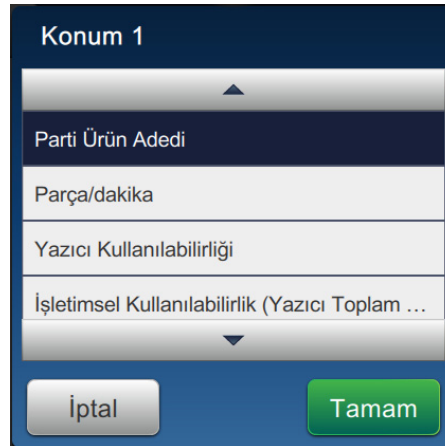 Konum 1
Parti Ürün Adedi
Parça/dakika
Yazıcı Kullanılabilirliği
İşletimsel Kullanılabilirlik (Yazıcı Toplam ...
İptal
Tamam